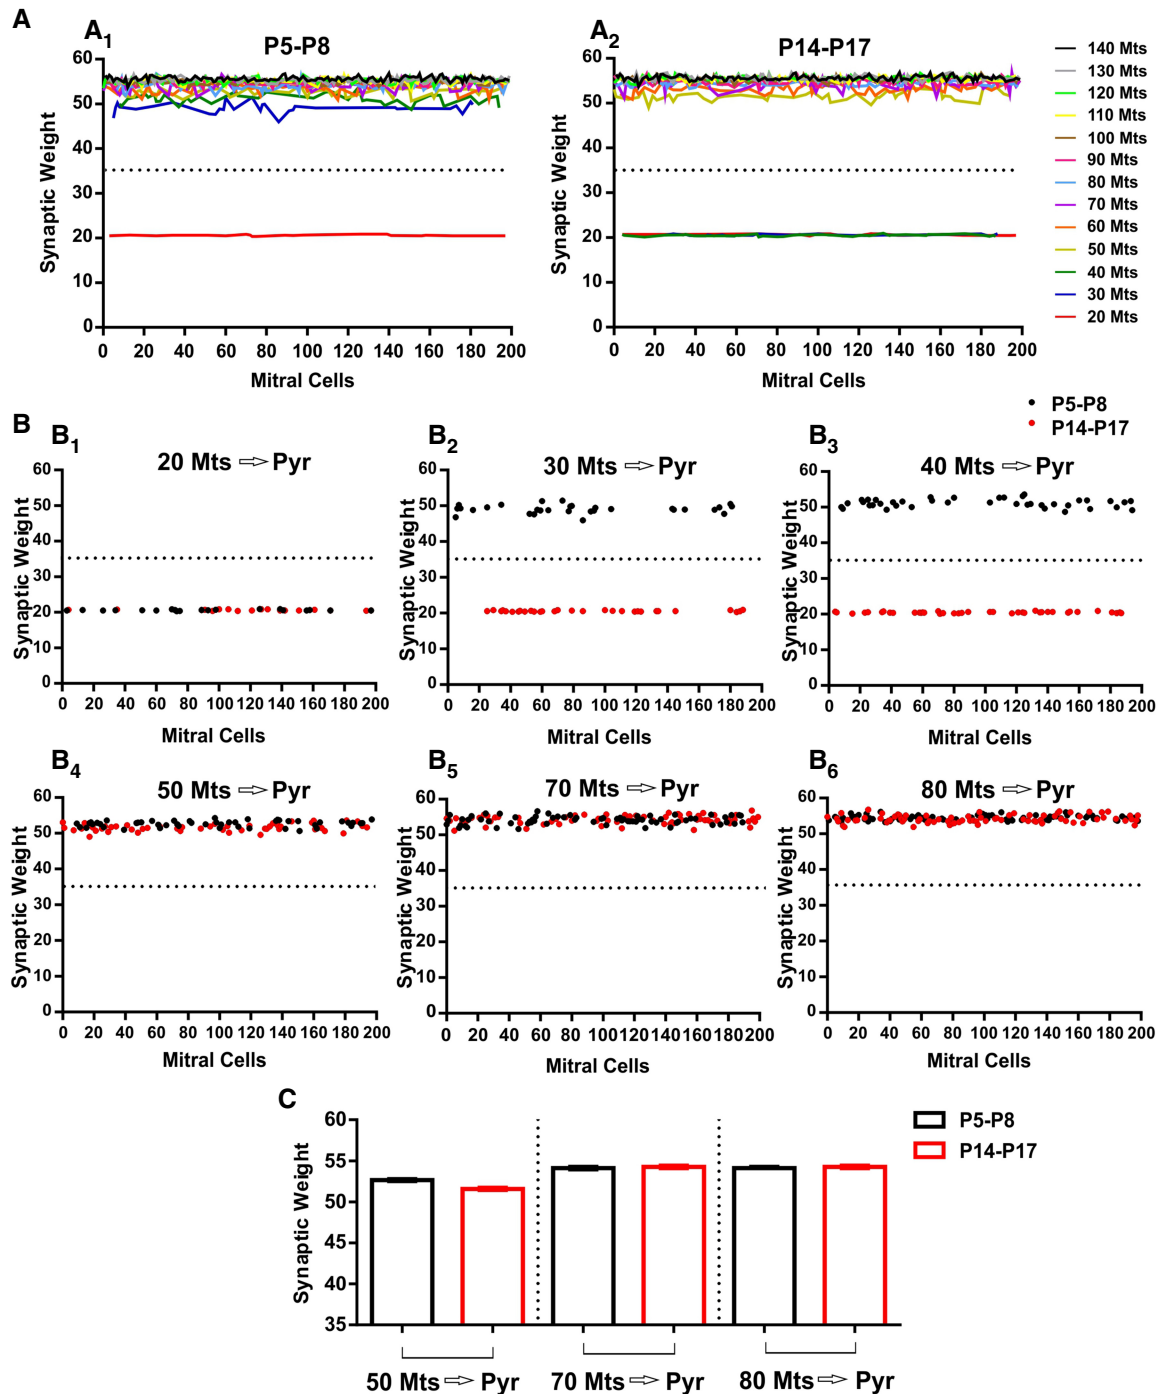 A
A1
P5-P8
60
50
40
30
20
10
0
Synaptic Weight
0 20 40 60 80 100 120 140 160 180 200
Mitral Cells
A2
P14-P17
60
50
40
30
20
10
0
Synaptic Weight
0 20 40 60 80 100 120 140 160 180 200
Mitral Cells
140 Mts
130 Mts
120 Mts
110 Mts
100 Mts
90 Mts
80 Mts
70 Mts
60 Mts
50 Mts
40 Mts
30 Mts
20 Mts
P5-P8
P14-P17
B
B1
20 Mts ⇨ Pyr
60
50
40
30
20
10
0
Synaptic Weight
0 20 40 60 80 100 120 140 160 180 200
Mitral Cells
B2
30 Mts ⇨ Pyr
60
50
40
30
20
10
0
Synaptic Weight
0 20 40 60 80 100 120 140 160 180 200
Mitral Cells
B3
40 Mts ⇨ Pyr
60
50
40
30
20
10
0
Synaptic Weight
0 20 40 60 80 100 120 140 160 180 200
Mitral Cells
B4
50 Mts ⇨ Pyr
60
50
40
30
20
10
0
Synaptic Weight
0 20 40 60 80 100 120 140 160 180 200
Mitral Cells
B5
70 Mts ⇨ Pyr
60
50
40
30
20
10
0
Synaptic Weight
0 20 40 60 80 100 120 140 160 180 200
Mitral Cells
B6
80 Mts ⇨ Pyr
60
50
40
30
20
10
0
Synaptic Weight
0 20 40 60 80 100 120 140 160 180 200
Mitral Cells
C
60
55
50
45
40
35
Synaptic Weight
P5-P8
P14-P17
50 Mts ⇨ Pyr
70 Mts ⇨ Pyr
80 Mts ⇨ Pyr